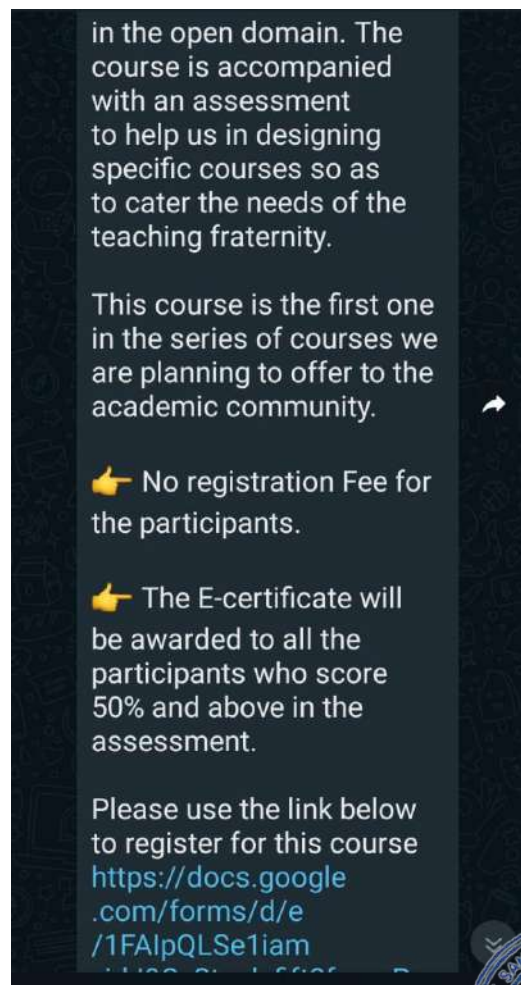 in the open domain. The
course is accompanied
with an assessment
to help us in designing
specific courses so as
to cater the needs of the
teaching fraternity.
This course is the first one
in the series of courses we
are planning to offer to the
academic community.
👉 No registration Fee for
the participants.
👉 The E-certificate will
be awarded to all the
participants who score
50% and above in the
assessment.
Please use the link below
to register for this course
https://docs.google
.com/forms/d/e
/1FAIpQLSe1iam